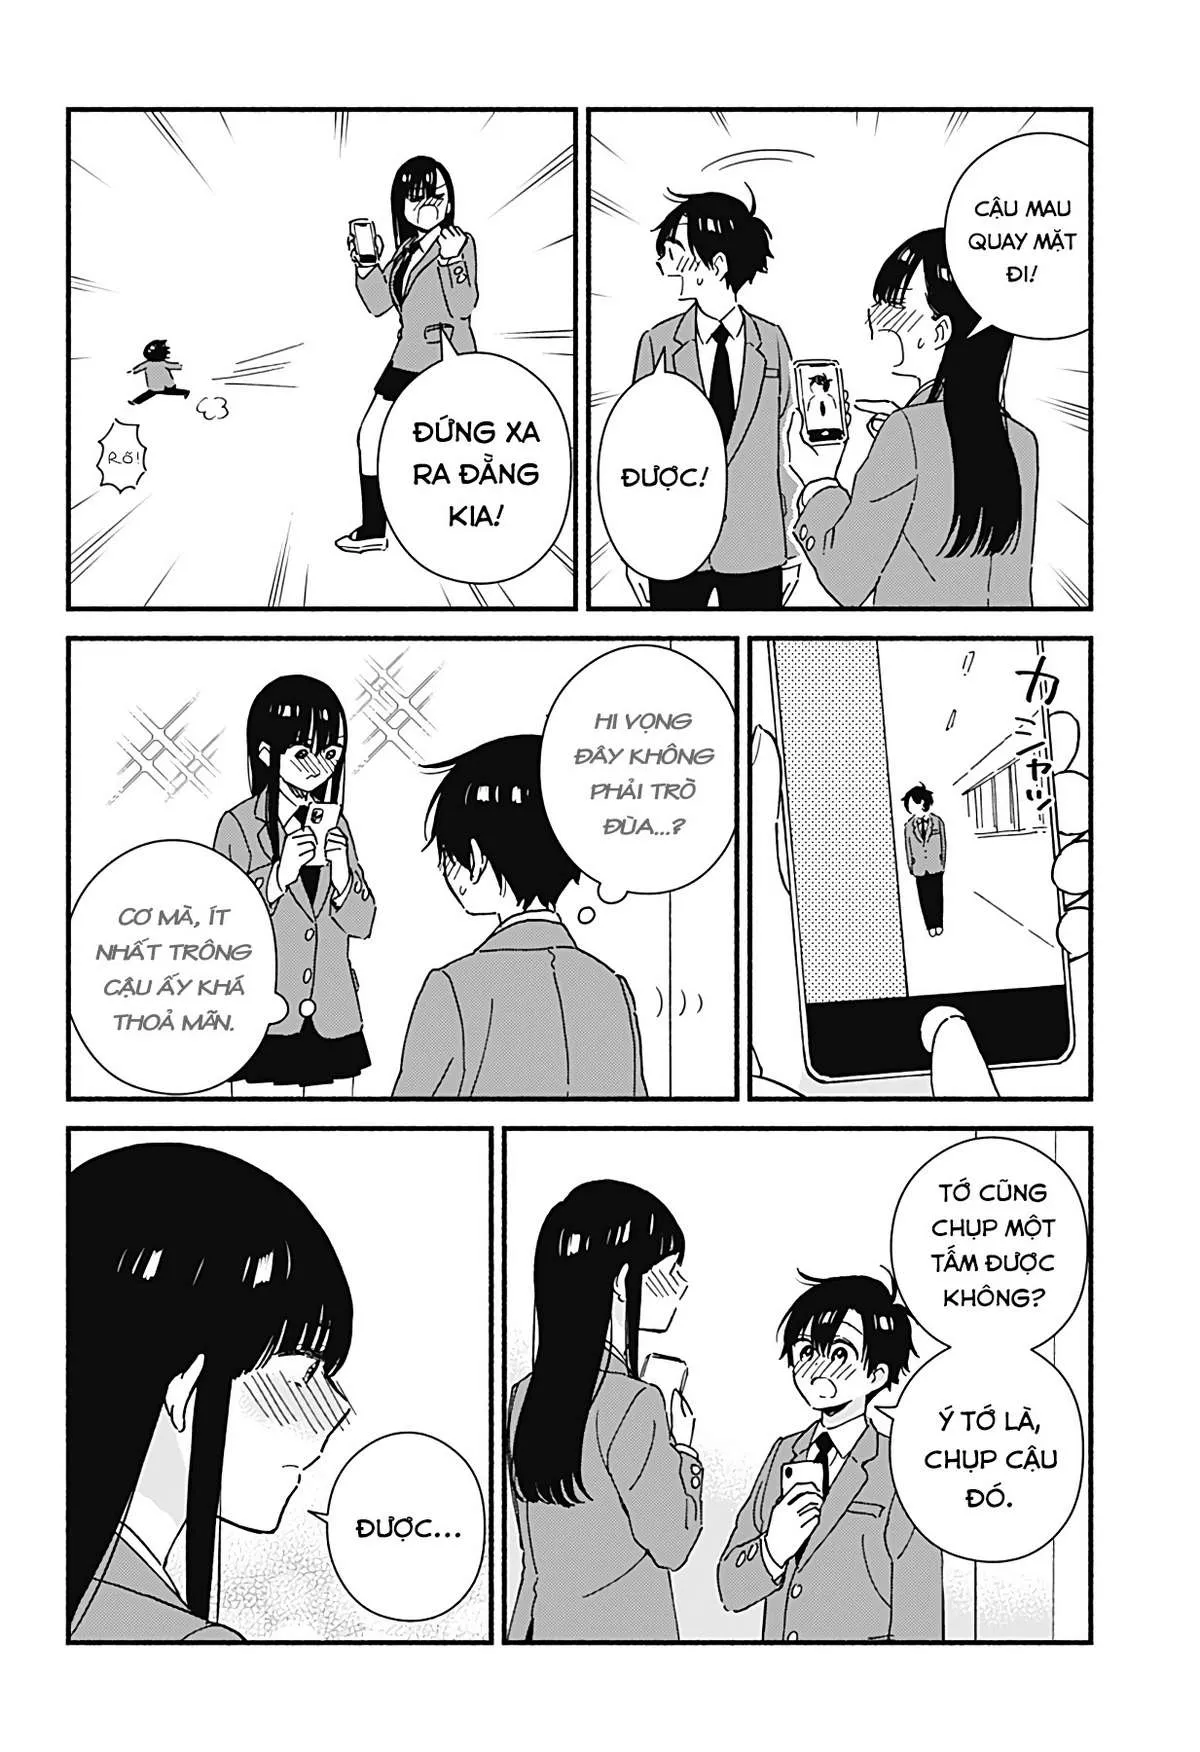 CẬU MAU
QUAY MẶT
ĐI!
ĐƯỢC!
ĐỨNG XA
RA ĐẰNG
KIA!
RÕ!
カシャッ
HI VỌNG
ĐÂY KHÔNG
PHẢI TRÒ
ĐÙA...?
CƠ MÀ, ÍT
NHẤT TRÔNG
CẬU ẤY KHÁ
THOẢ MÃN.
TỚ CŨNG
CHỤP MỘT
TẤM ĐƯỢC
KHÔNG?
Ý TỚ LÀ,
CHỤP CẬU
ĐÓ.
ĐƯỢC...